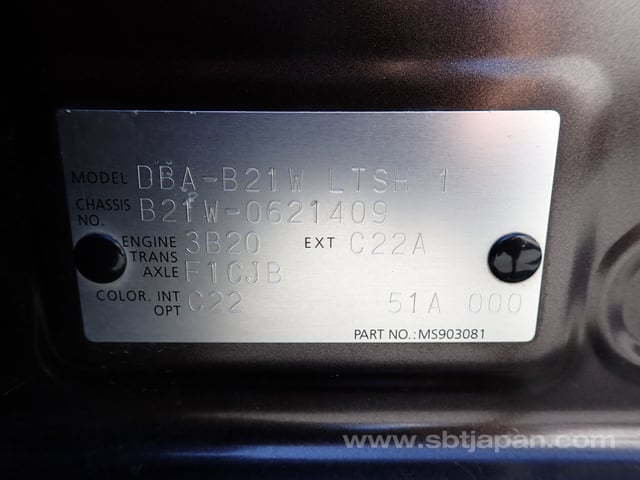 MODEL DBA-B21W LTSH 1
CHASSIS NO. B21W-0621409
ENGINE 3B20 EXT C22A
TRANS AXLE F1CJB
COLOR. INT OPT C22 51A 000
PART NO.:MS903081
www.sbtjapan.com